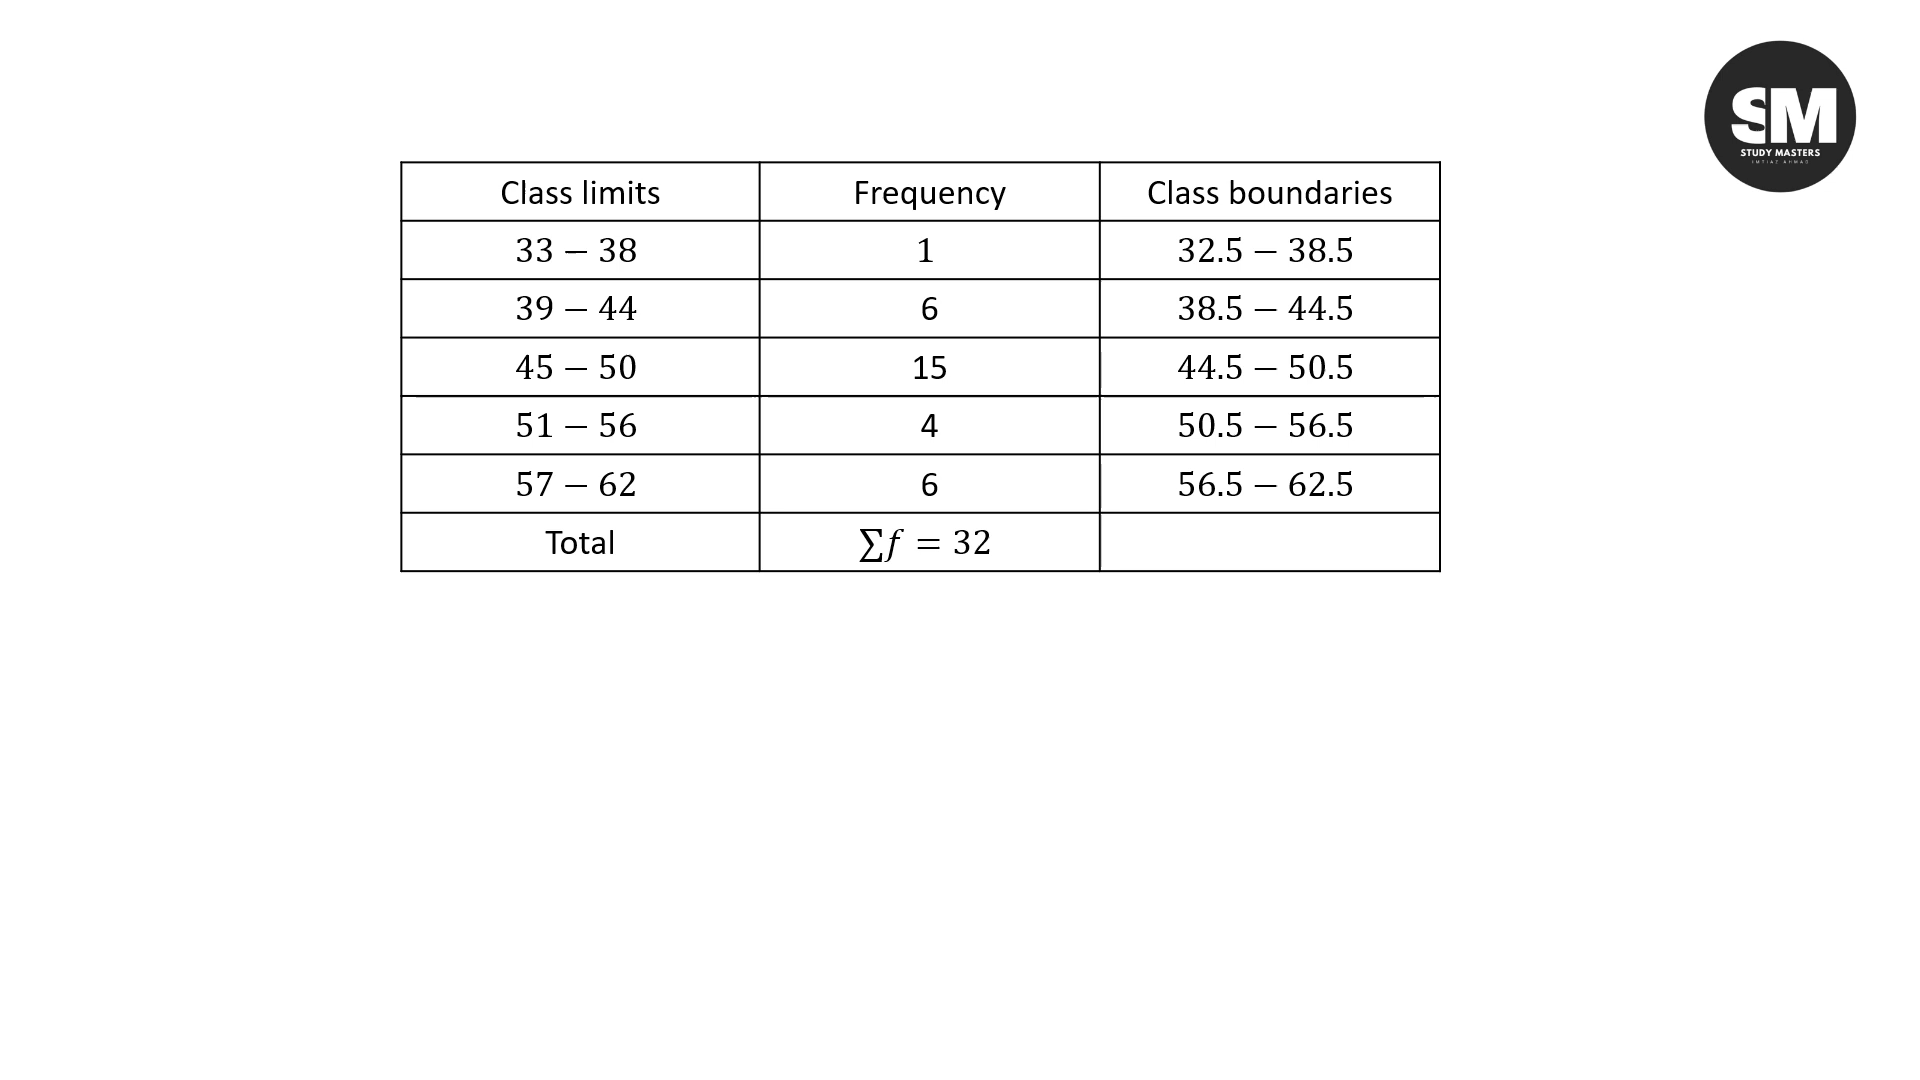 SM
STUDY MASTERS
IMTIAZ AHMAD
Class limits Frequency Class boundaries
33 – 38 1 32.5 – 38.5
39 – 44 6 38.5 – 44.5
45 – 50 15 44.5 – 50.5
51 – 56 4 50.5 – 56.5
57 – 62 6 56.5 – 62.5
Total ∑f = 32